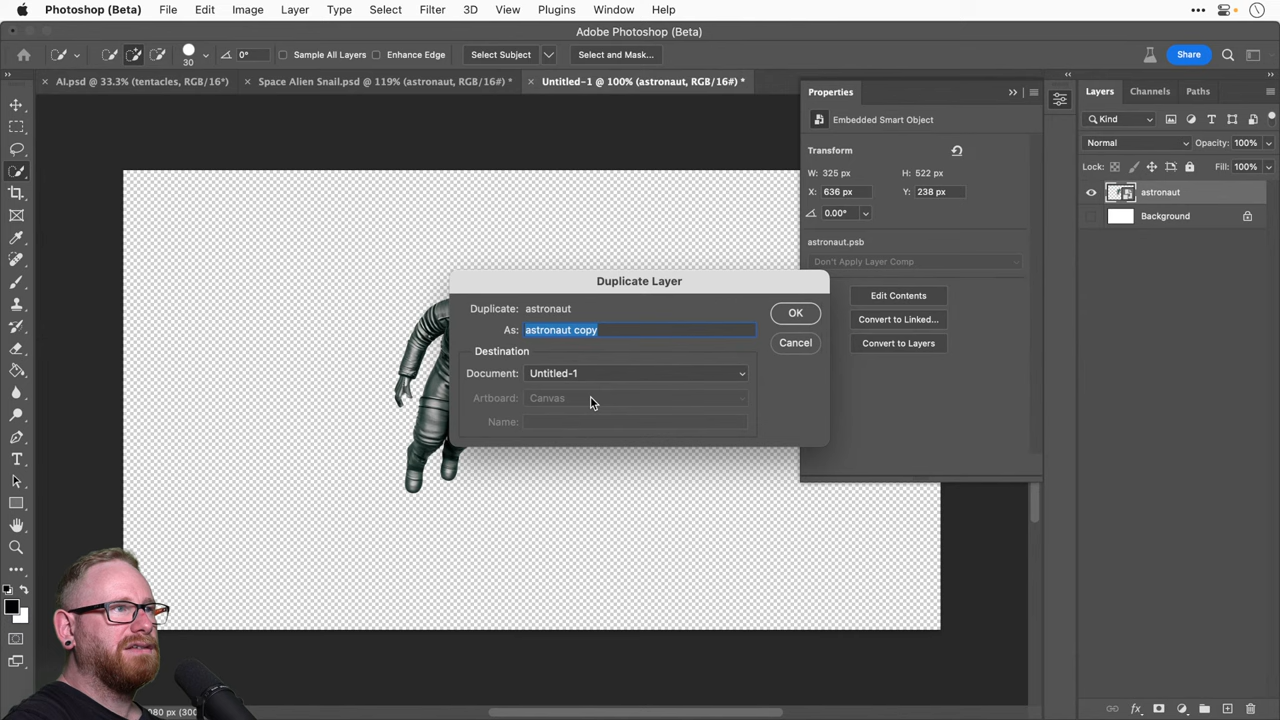 Photoshop (Beta) File Edit Image Layer Type Select Filter 3D View Plugins Window Help
Adobe Photoshop (Beta)
30 0° Sample All Layers Enhance Edge Select Subject Select and Mask... Share
AI.psd @ 33.3% (tentacles, RGB/16*) Space Alien Snail.psd @ 119% (astronaut, RGB/16#) * Untitled-1 @ 100% (astronaut, RGB/16#) *
Properties
Embedded Smart Object
Transform
W: 325 px H: 522 px
X: 636 px Y: 238 px
0.00°
astronaut.psb
Don't Apply Layer Comp
Edit Contents
Convert to Linked...
Convert to Layers
Layers Channels Paths
Kind
Normal Opacity: 100%
Lock: Fill: 100%
astronaut
Background
Duplicate Layer
Duplicate: astronaut
As: astronaut copy
Destination
Document: Untitled-1
Artboard: Canvas
Name:
OK
Cancel